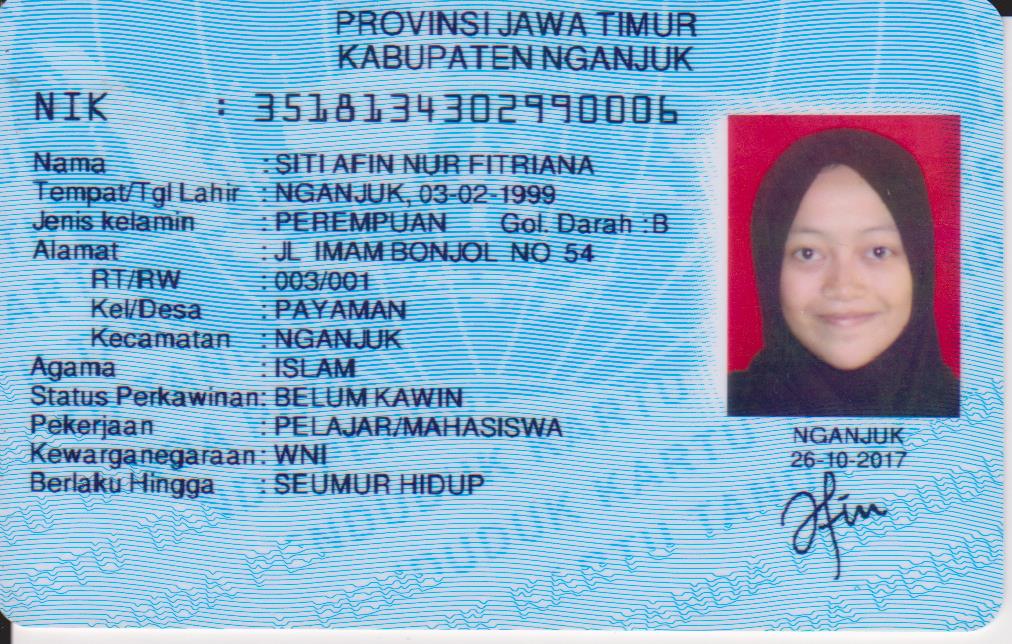 PROVINSI JAWA TIMUR
KABUPATEN NGANJUK
NIK : 3518134302990006
Nama : SITI AFIN NUR FITRIANA
Tempat/Tgl Lahir : NGANJUK, 03-02-1999
Jenis kelamin : PEREMPUAN Gol. Darah : B
Alamat : JL IMAM BONJOL NO 54
RT/RW : 003/001
Kel/Desa : PAYAMAN
Kecamatan : NGANJUK
Agama : ISLAM
Status Perkawinan: BELUM KAWIN
Pekerjaan : PELAJAR/MAHASISWA
Kewarganegaraan: WNI
Berlaku Hingga : SEUMUR HIDUP
NGANJUK
26-10-2017
Afin